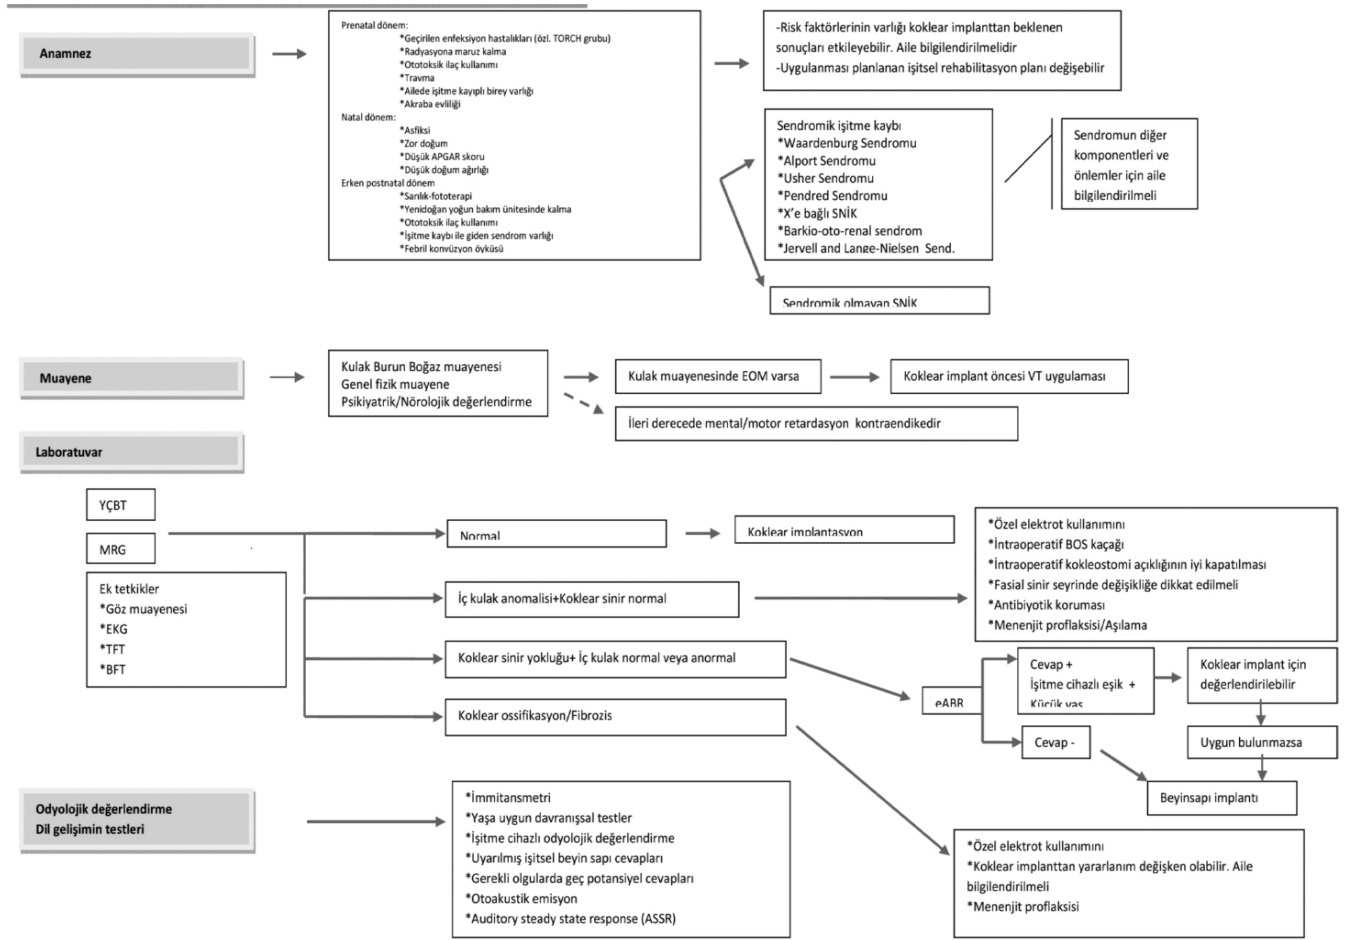 Anamnez
Prenatal dönem:
*Geçirilen enfeksiyon hastalıkları (özl. TORCH grubu)
*Radyasyona maruz kalma
*Ototoksik ilaç kullanımı
*Travma
*Ailede işitme kayıplı birey varlığı
*Akraba evliliği
Natal dönem:
*Asfiksi
*Zor doğum
*Düşük APGAR skoru
*Düşük doğum ağırlığı
Erken postnatal dönem
*Sarılık-fototerapi
*Yenidoğan yoğun bakım ünitesinde kalma
*Ototoksik ilaç kullanımı
*İşitme kaybı ile giden sendrom varlığı
*Febril konvüzyon öyküsü
-Risk faktörlerinin varlığı koklear implanttan beklenen
sonuçları etkileyebilir. Aile bilgilendirilmelidir
-Uygulanması planlanan işitsel rehabilitasyon planı değişebilir
Sendromik işitme kaybı
*Waardenburg Sendromu
*Alport Sendromu
*Usher Sendromu
*Pendred Sendromu
*X'e bağlı SNİK
*Barkio-oto-renal sendrom
*Jervell and Lange-Nielsen Send.
Sendromun diğer
komponentleri ve
önlemler için aile
bilgilendirilmeli
Sendromik olmayan SNİK
Muayene
Kulak Burun Boğaz muayenesi
Genel fizik muayene
Psikiyatrik/Nörolojik değerlendirme
Kulak muayenesinde EOM varsa
Koklear implant öncesi VT uygulaması
İleri derecede mental/motor retardasyon kontraendikedir
Laboratuvar
YÇBT
MRG
Ek tetkikler
*Göz muayenesi
*EKG
*TFT
*BFT
Normal
Koklear implantasyon
İç kulak anomalisi+Koklear sinir normal
*Özel elektrot kullanımını
*İntraoperatif BOS kaçağı
*İntraoperatif kokleostomi açıklığının iyi kapatılması
*Fasial sinir seyrinde değişikliğe dikkat edilmeli
*Antibiyotik koruması
*Menenjit proflaksisi/Aşılama
Koklear sinir yokluğu+ İç kulak normal veya anormal
eABR
Cevap +
İşitme cihazlı eşik +
Küçük yaş
Koklear implant için
değerlendirilebilir
Cevap -
Uygun bulunmazsa
Beyinsapı implantı
Koklear ossifikasyon/Fibrozis
*Özel elektrot kullanımını
*Koklear implanttan yararlanım değişken olabilir. Aile
bilgilendirilmeli
*Menenjit proflaksisi
Odyolojik değerlendirme
Dil gelişimin testleri
*İmmitansmetri
*Yaşa uygun davranışsal testler
*İşitme cihazlı odyolojik değerlendirme
*Uyarılmış işitsel beyin sapı cevapları
*Gerekli olgularda geç potansiyel cevapları
*Otoakustik emisyon
*Auditory steady state response (ASSR)